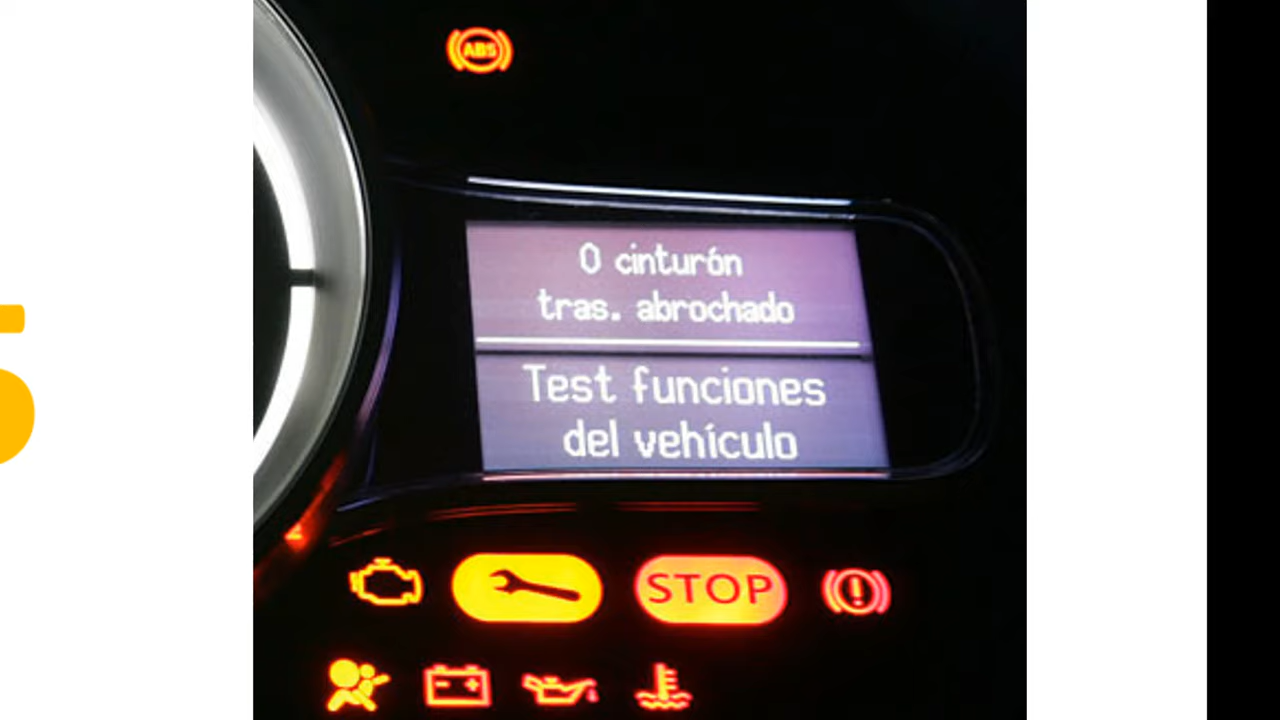 ABS
0 cinturón
tras. abrochado
Test funciones
del vehículo
STOP